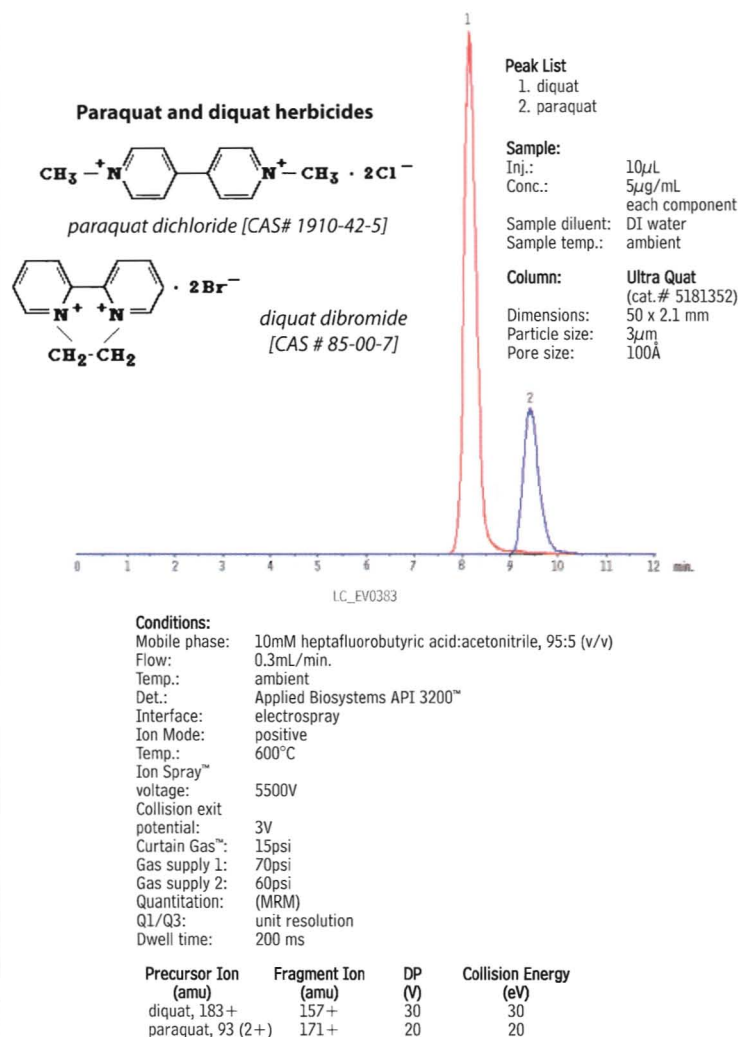 1
Peak List
1. diquat
2. paraquat
Paraquat and diquat herbicides
CH3 – +N N+ – CH3 · 2Cl−
paraquat dichloride [CAS# 1910-42-5]
Sample:
Inj.: 10µL
Conc.: 5µg/mL
each component
Sample diluent: DI water
Sample temp.: ambient
N+ +N · 2Br−
CH2-CH2
diquat dibromide
[CAS # 85-00-7]
Column: Ultra Quat
(cat.# 5181352)
Dimensions: 50 x 2.1 mm
Particle size: 3µm
Pore size: 100Å
2
0 1 2 3 4 5 6 7 8 9 10 11 12 min.
LC_EV0383
Conditions:
Mobile phase: 10mM heptafluorobutyric acid:acetonitrile, 95:5 (v/v)
Flow: 0.3mL/min.
Temp.: ambient
Det.: Applied Biosystems API 3200™
Interface: electrospray
Ion Mode: positive
Temp.: 600°C
Ion Spray™
voltage: 5500V
Collision exit
potential: 3V
Curtain Gas™: 15psi
Gas supply 1: 70psi
Gas supply 2: 60psi
Quantitation: (MRM)
Q1/Q3: unit resolution
Dwell time: 200 ms
Precursor Ion Fragment Ion DP Collision Energy
(amu) (amu) (V) (eV)
diquat, 183+ 157+ 30 30
paraquat, 93 (2+) 171+ 20 20